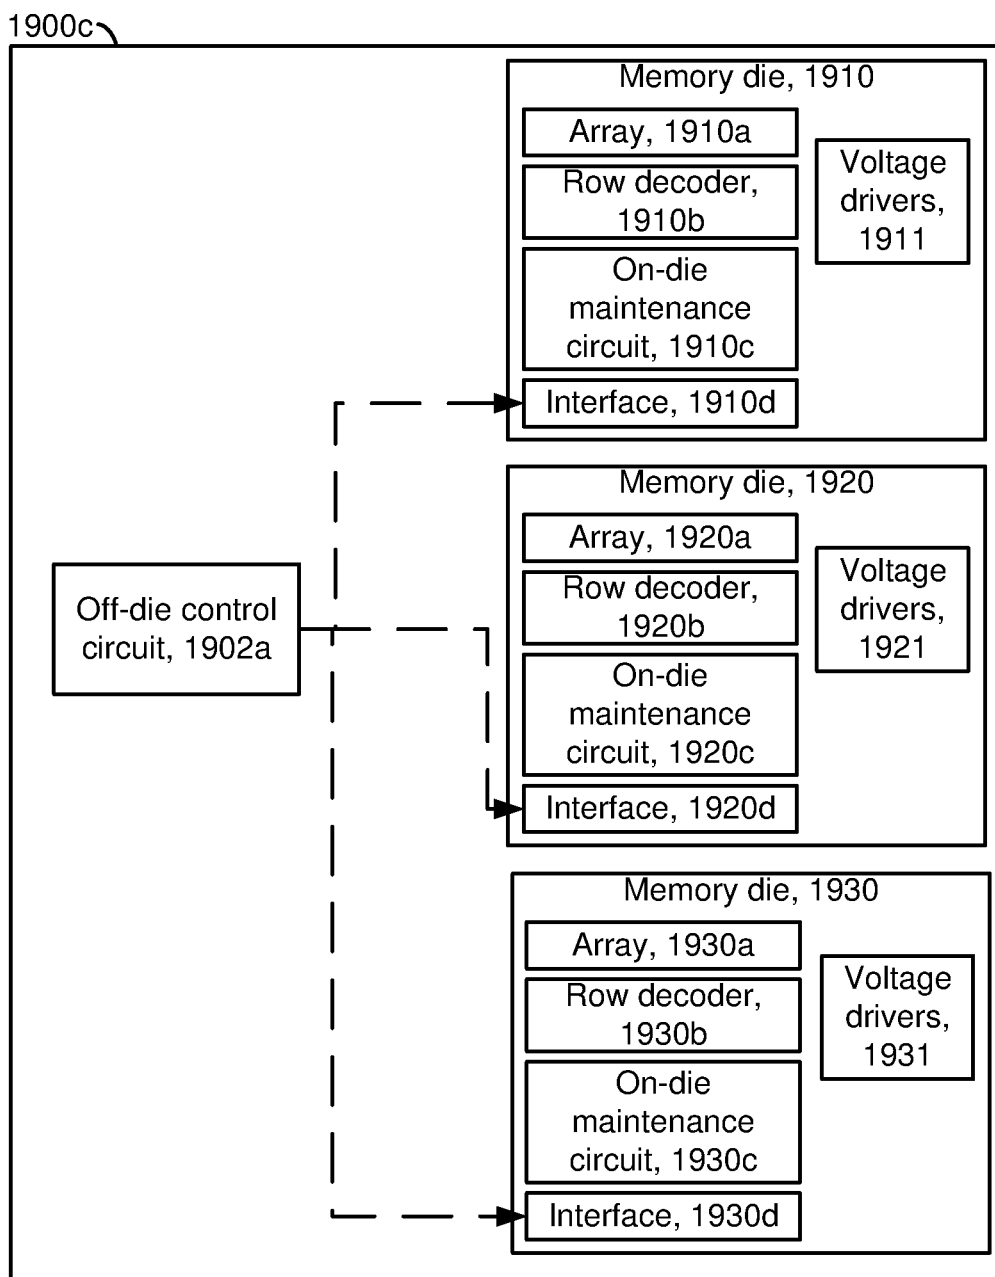 1900c
Memory die, 1910
Array, 1910a
Row decoder,
1910b
On-die
maintenance
circuit, 1910c
Interface, 1910d
Voltage
drivers,
1911
Off-die control
circuit, 1902a
Memory die, 1920
Array, 1920a
Row decoder,
1920b
On-die
maintenance
circuit, 1920c
Interface, 1920d
Voltage
drivers,
1921
Memory die, 1930
Array, 1930a
Row decoder,
1930b
On-die
maintenance
circuit, 1930c
Interface, 1930d
Voltage
drivers,
1931